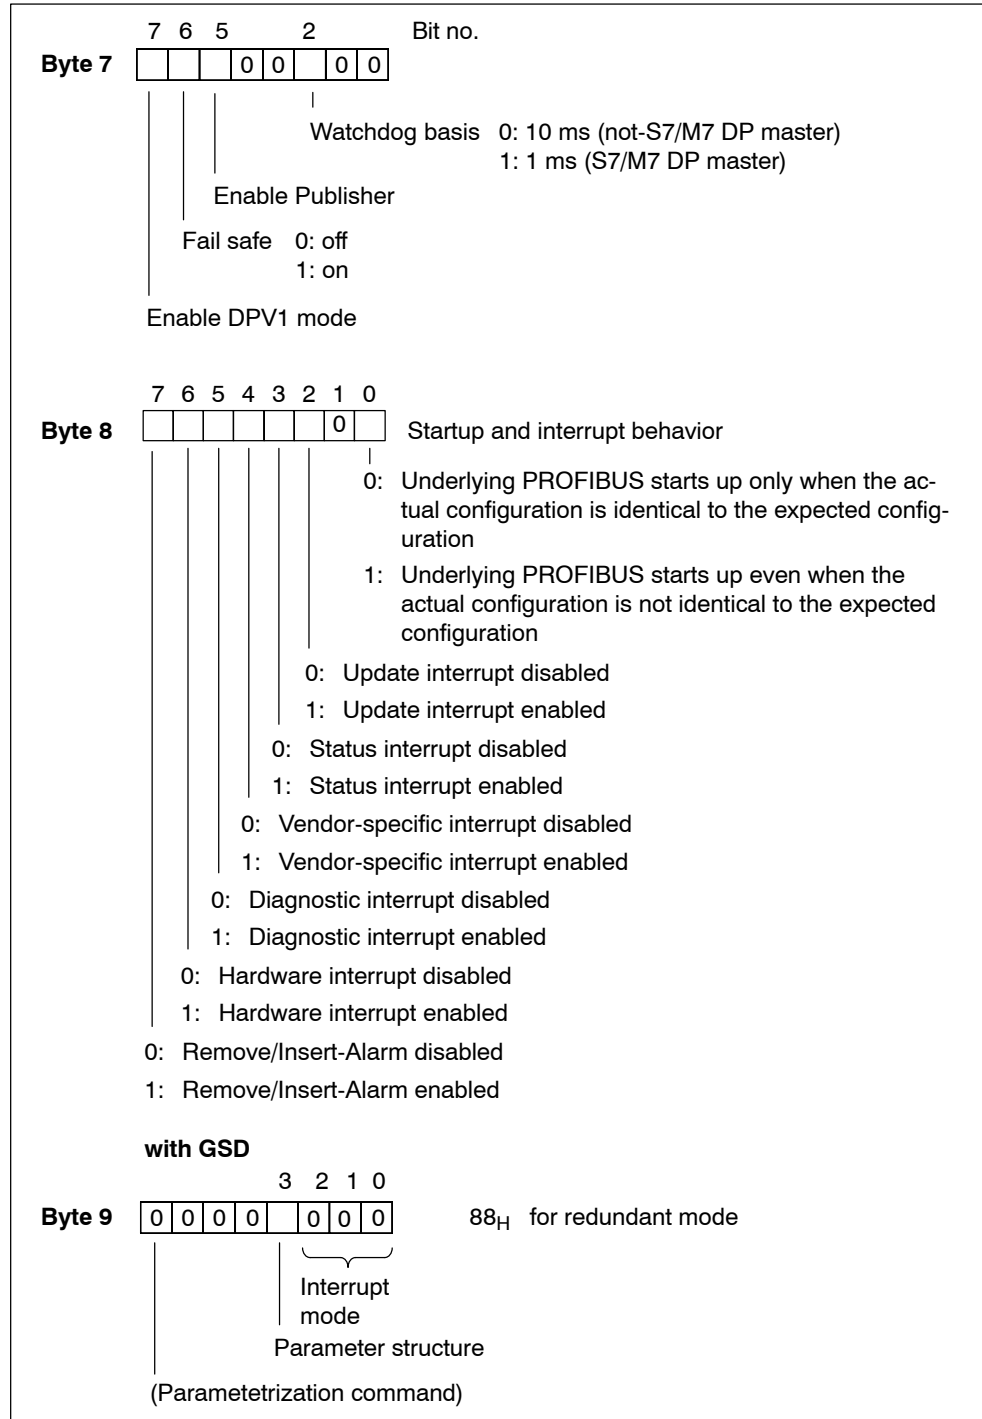 7 6 5 2 Bit no.
Byte 7 0 0 0 0
Watchdog basis 0: 10 ms (not-S7/M7 DP master)
1: 1 ms (S7/M7 DP master)
Enable Publisher
Fail safe 0: off
1: on
Enable DPV1 mode
7 6 5 4 3 2 1 0
Byte 8 0 Startup and interrupt behavior
0: Underlying PROFIBUS starts up only when the ac-
tual configuration is identical to the expected config-
uration
1: Underlying PROFIBUS starts up even when the
actual configuration is not identical to the expected
configuration
0: Update interrupt disabled
1: Update interrupt enabled
0: Status interrupt disabled
1: Status interrupt enabled
0: Vendor-specific interrupt disabled
1: Vendor-specific interrupt enabled
0: Diagnostic interrupt disabled
1: Diagnostic interrupt enabled
0: Hardware interrupt disabled
1: Hardware interrupt enabled
0: Remove/Insert-Alarm disabled
1: Remove/Insert-Alarm enabled
with GSD
3 2 1 0
Byte 9 0 0 0 0 0 0 0 88H for redundant mode
Interrupt
mode
Parameter structure
(Parametetrization command)